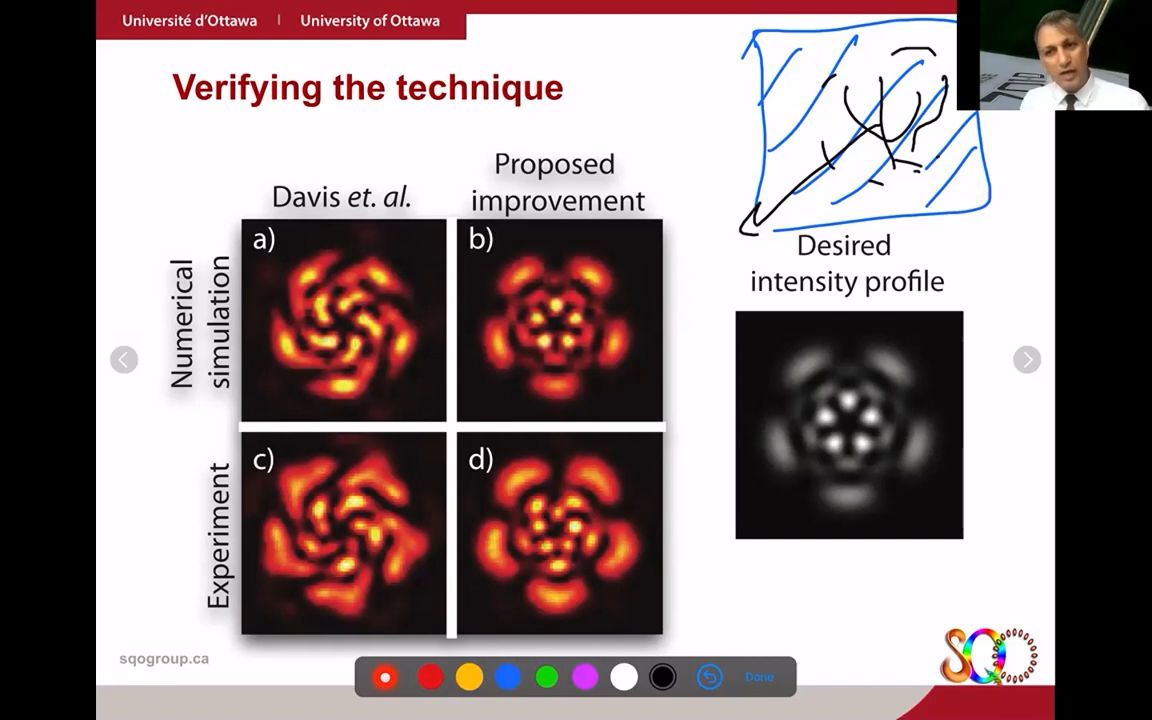 Université d'Ottawa | University of Ottawa
Verifying the technique
Davis et. al.
Proposed
improvement
Numerical
simulation
Experiment
a)
b)
c)
d)
Desired
intensity profile
sqogroup.ca
SQO
Done